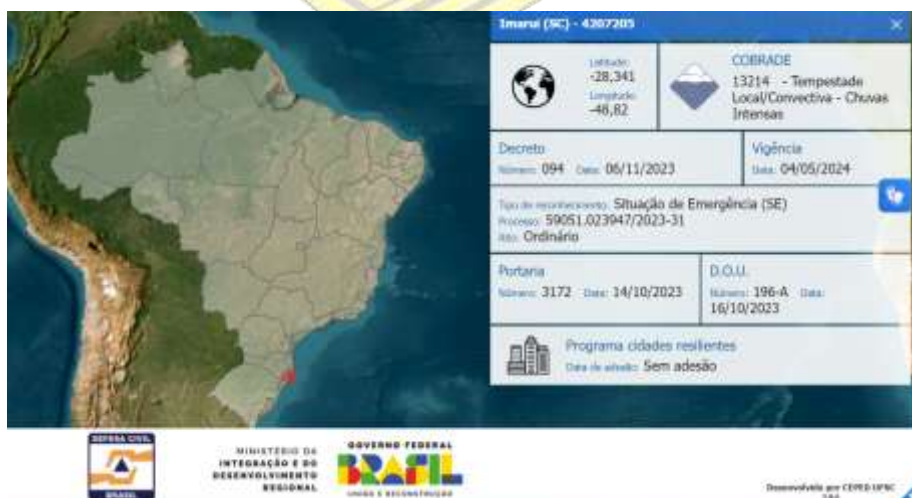 Imaruí (SC) - 4207205
Latitude:
-28,341
Longitude:
-48,82
COBRADE
13214 - Tempestade
Local/Convectiva - Chuvas
Intensas
Decreto
Número: 094 Data: 06/11/2023
Vigência
Data: 04/05/2024
Tipo de reconhecimento: Situação de Emergência (SE)
Processo: 59051.023947/2023-31
Rito: Ordinário
Portaria
Número: 3172 Data: 14/10/2023
D.O.U.
Número: 196-A Data:
16/10/2023
Programa cidades resilientes
Data de adesão: Sem adesão
DEFESA CIVIL
BRASIL
MINISTÉRIO DA
INTEGRAÇÃO E DO
DESENVOLVIMENTO
REGIONAL
GOVERNO FEDERAL
BRASIL
UNIÃO E RECONSTRUÇÃO
Desenvolvido por CEPED UFSC